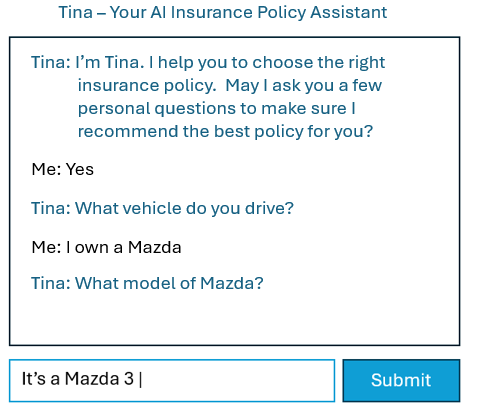 Tina – Your AI Insurance Policy Assistant
Tina: I’m Tina. I help you to choose the right
insurance policy.  May I ask you a few
personal questions to make sure I
recommend the best policy for you?
Me: Yes
Tina: What vehicle do you drive?
Me: I own a Mazda
Tina: What model of Mazda?
It’s a Mazda 3 |
Submit